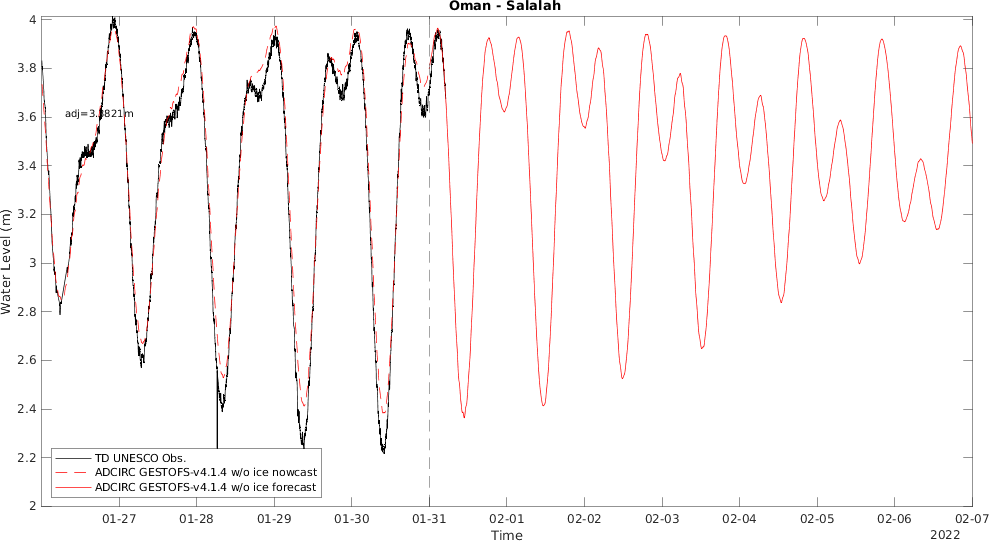 Oman - Salalah
4
3.8
3.6
3.4
3.2
3
2.8
2.6
2.4
2.2
2
Water Level (m)
TD UNESCO Obs.
ADCIRC GESTOFS-v4.1.4 w/o ice nowcast
ADCIRC GESTOFS-v4.1.4 w/o ice forecast
01-27 01-28 01-29 01-30 01-31 02-01 02-02 02-03 02-04 02-05 02-06 02-07
Time
2022